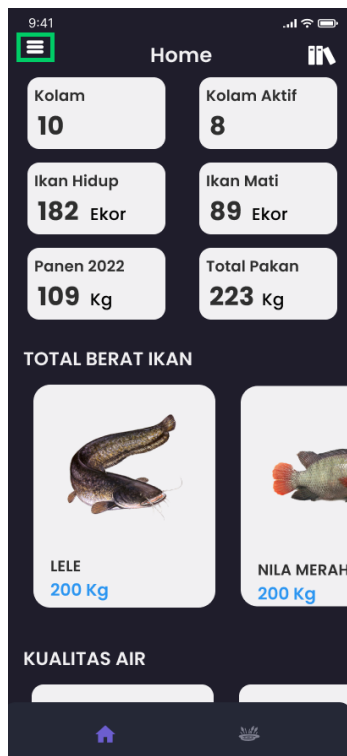 9:41
Home
Kolam
10
Kolam Aktif
8
Ikan Hidup
182 Ekor
Ikan Mati
89 Ekor
Panen 2022
109 Kg
Total Pakan
223 Kg
TOTAL BERAT IKAN
LELE
200 Kg
NILA MERAH
200 Kg
KUALITAS AIR